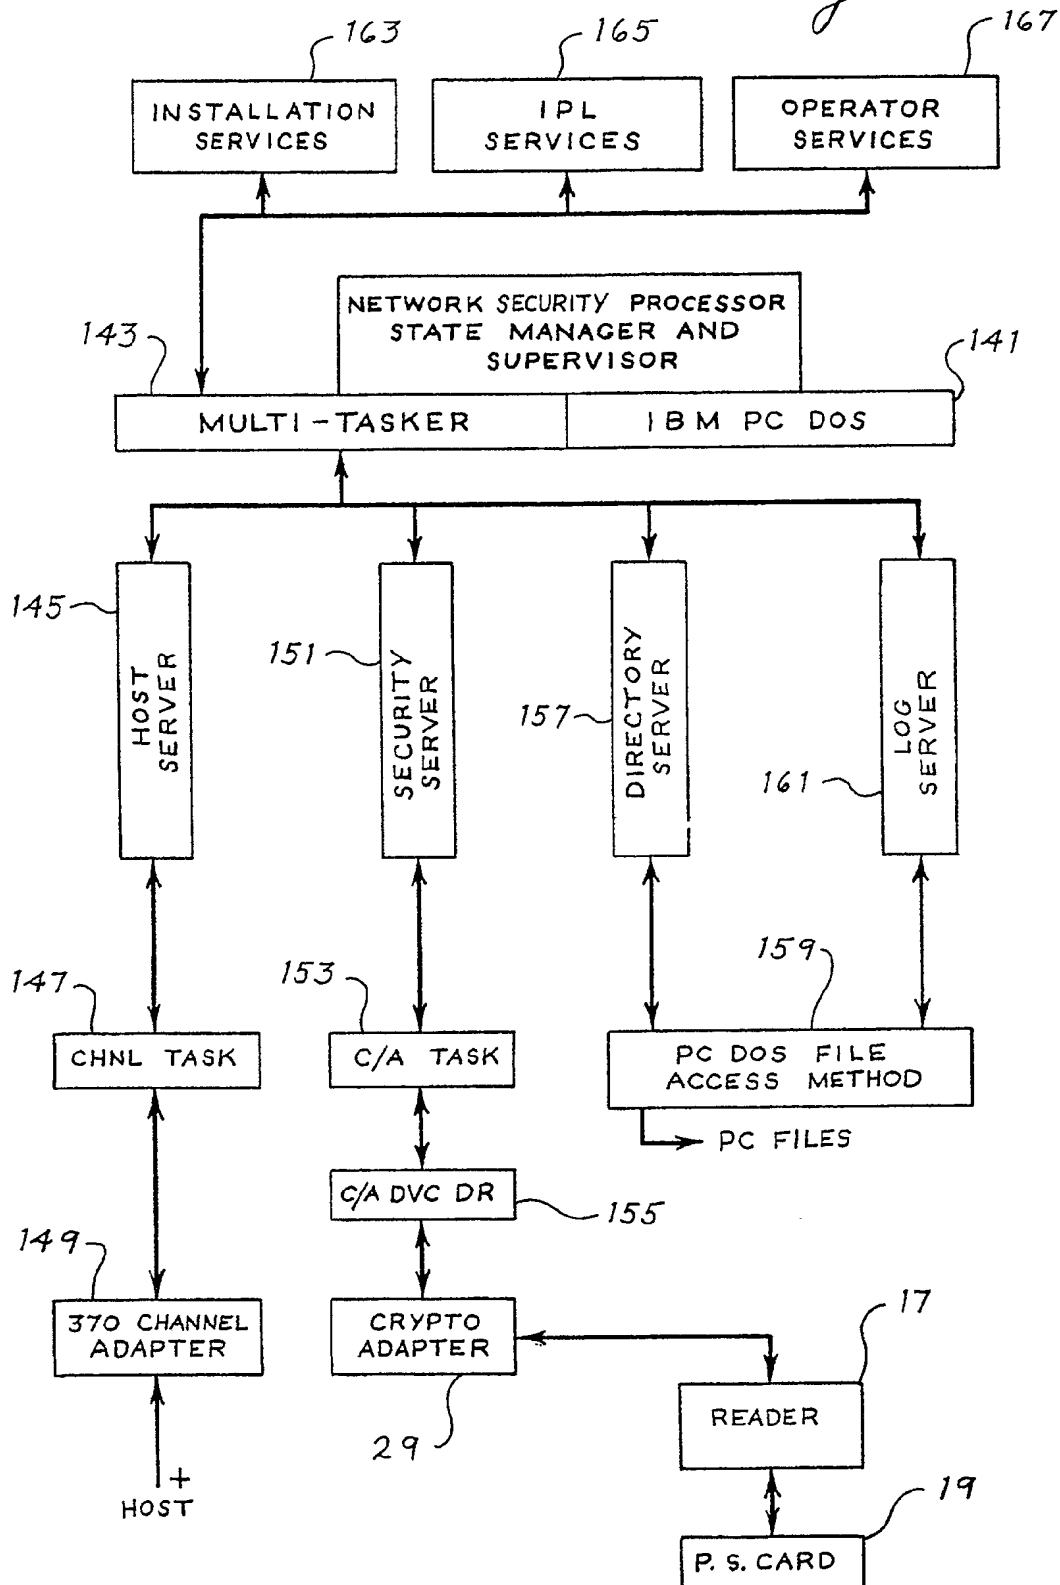 163
165
167
INSTALLATION
SERVICES
IPL
SERVICES
OPERATOR
SERVICES
NETWORK SECURITY PROCESSOR
STATE MANAGER AND
SUPERVISOR
143
141
MULTI-TASKER
IBM PC DOS
145
HOST
SERVER
151
SECURITY
SERVER
157
DIRECTORY
SERVER
161
LOG
SERVER
147
153
159
CHNL TASK
C/A TASK
PC DOS FILE
ACCESS METHOD
PC FILES
C/A DVC DR
155
149
370 CHANNEL
ADAPTER
CRYPTO
ADAPTER
29
17
READER
+
HOST
19
P. S. CARD